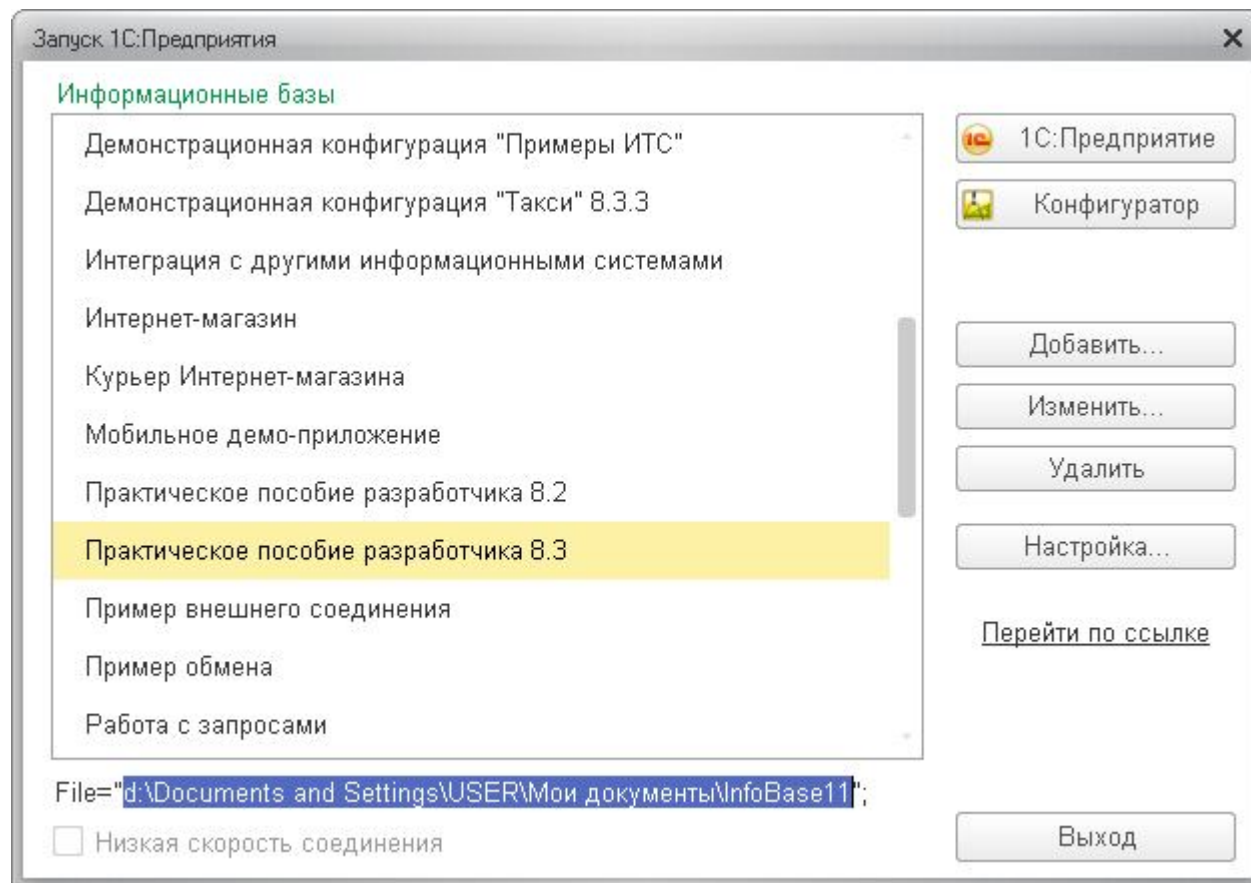 Запуск 1С:Предприятия
Информационные базы
Демонстрационная конфигурация "Примеры ИТС"
Демонстрационная конфигурация "Такси" 8.3.3
Интеграция с другими информационными системами
Интернет-магазин
Курьер Интернет-магазина
Мобильное демо-приложение
Практическое пособие разработчика 8.2
Практическое пособие разработчика 8.3
Пример внешнего соединения
Пример обмена
Работа с запросами
File="d:\Documents and Settings\USER\Мои документы\InfoBase11";
Низкая скорость соединения
1С 1С:Предприятие
Конфигуратор
Добавить...
Изменить...
Удалить
Настройка...
Перейти по ссылке
Выход